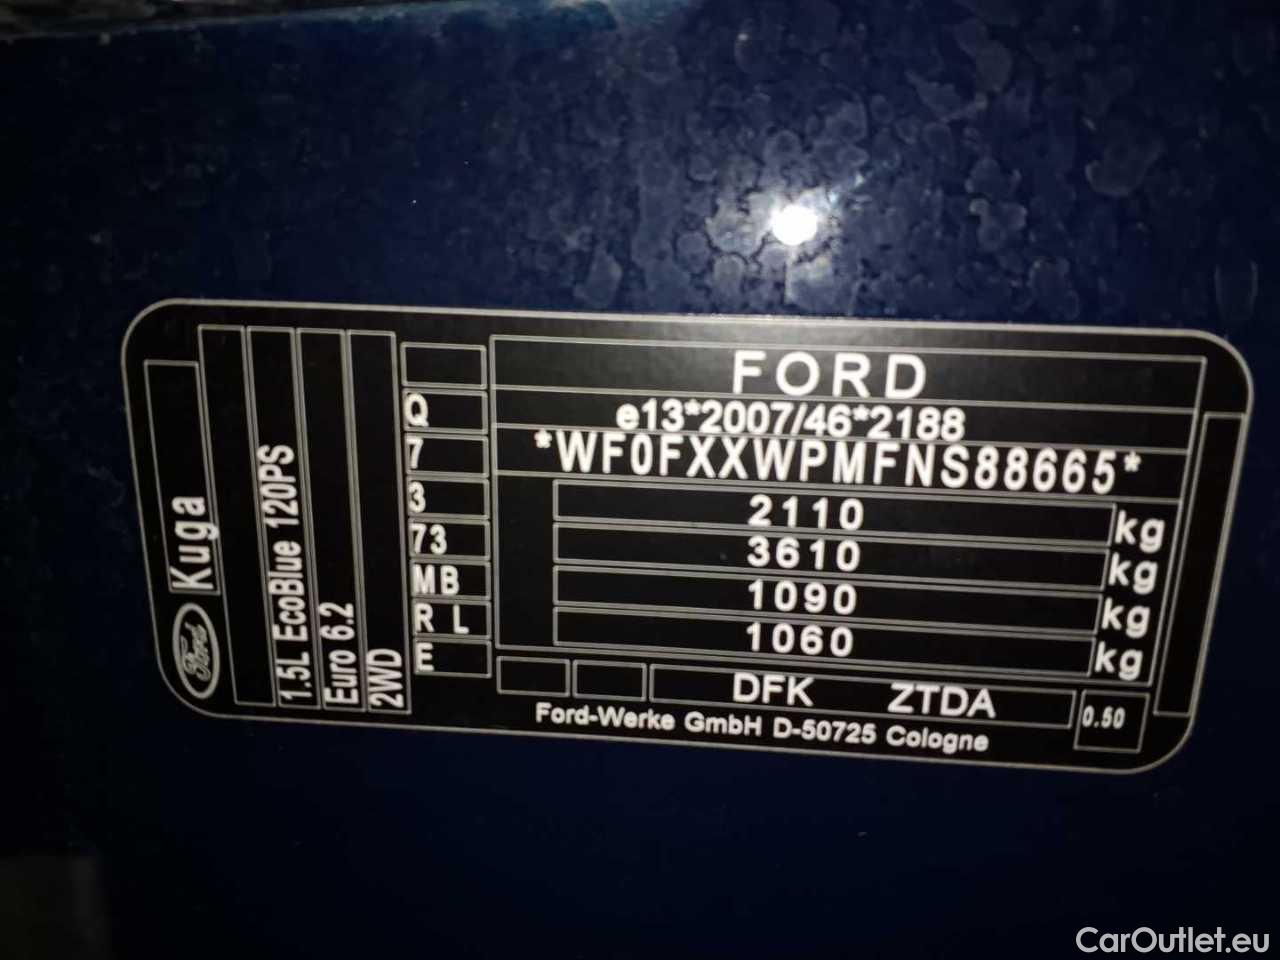 FORD
e13*2007/46*2188
*WF0FXXWPMFNS88665*
2110 kg
3610 kg
1090 kg
1060 kg
DFK ZTDA
0.50
Ford-Werke GmbH D-50725 Cologne
Q
7
3
73
MB
R L
E
Ford Kuga
1.5L EcoBlue 120PS
Euro 6.2
2WD
CarOutlet.eu